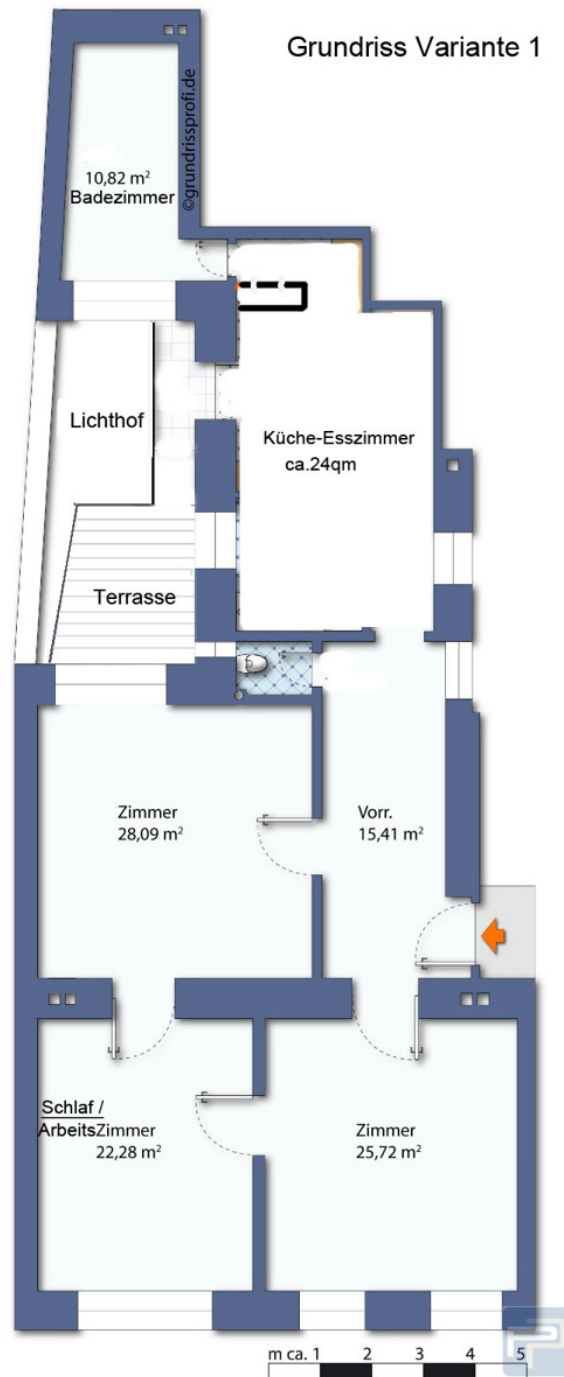 Grundriss Variante 1
©grundrissprofi.de
10,82 m²
Badezimmer
Lichthof
Küche-Esszimmer
ca.24qm
Terrasse
Zimmer
28,09 m²
Vorr.
15,41 m²
Schlaf /
ArbeitsZimmer
22,28 m²
Zimmer
25,72 m²
m ca. 1 2 3 4 5